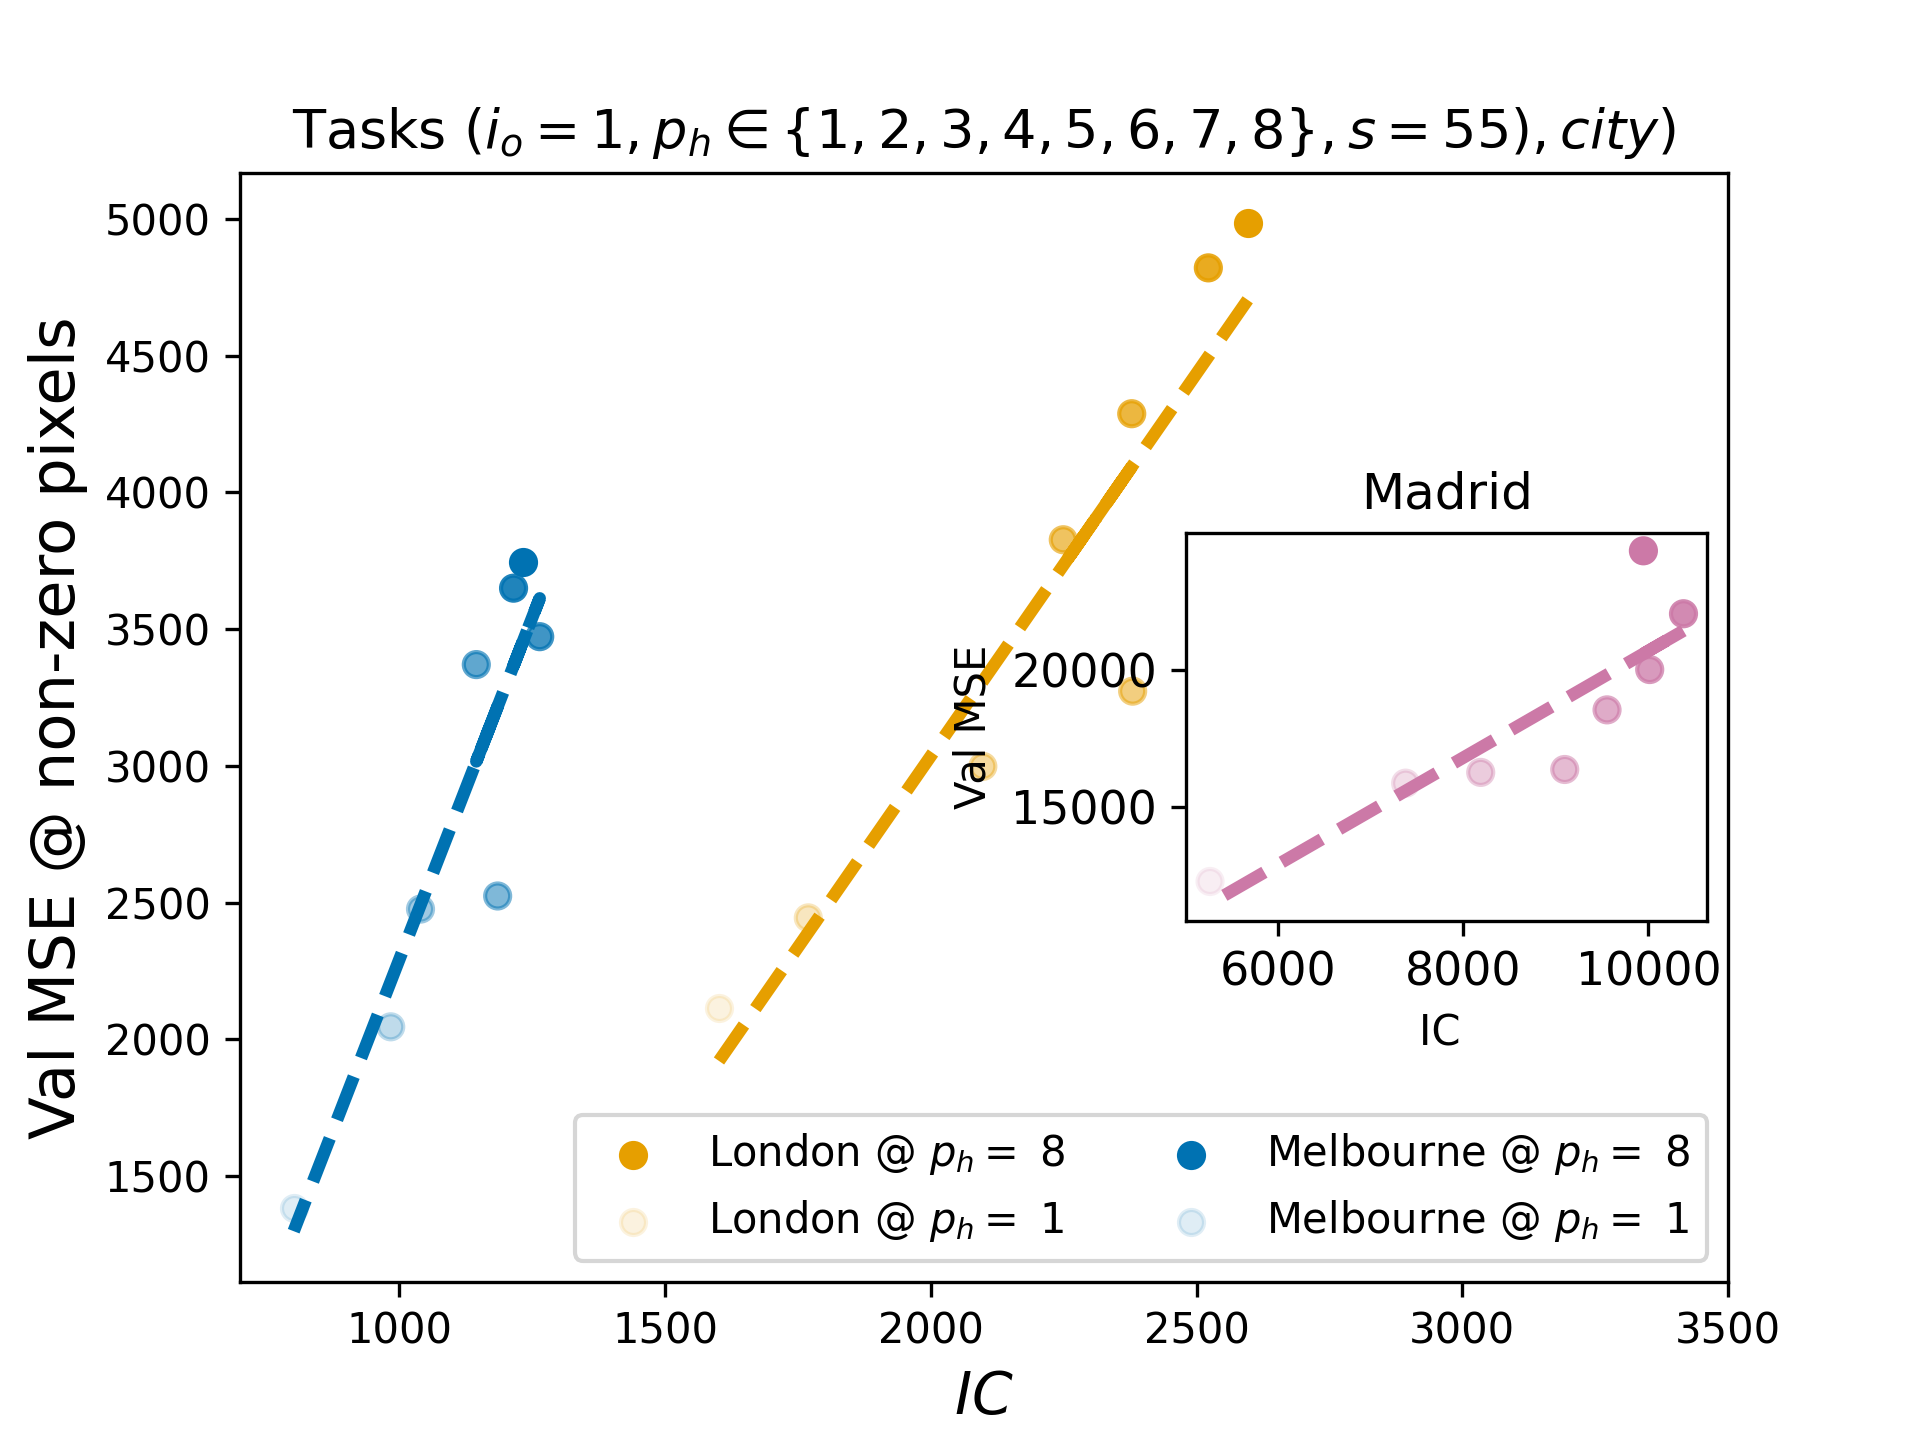 Tasks (i_o = 1, p_h ∈ {1, 2, 3, 4, 5, 6, 7, 8}, s = 55), city)
Val MSE @ non-zero pixels
5000
4500
4000
3500
3000
2500
2000
1500
1000
1500
2000
2500
3000
3500
IC
Madrid
Val MSE
20000
15000
6000
8000
10000
IC
London @ p_h = 8
London @ p_h = 1
Melbourne @ p_h = 8
Melbourne @ p_h = 1